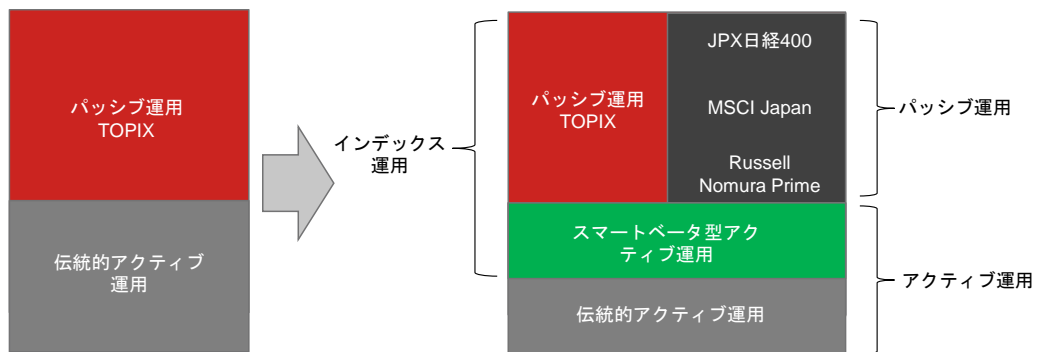 パッシブ運用
TOPIX
伝統的アクティブ
運用
インデックス
運用
パッシブ運用
TOPIX
JPX日経400
MSCI Japan
Russell
Nomura Prime
スマートベータ型アク
ティブ運用
伝統的アクティブ運用
パッシブ運用
アクティブ運用